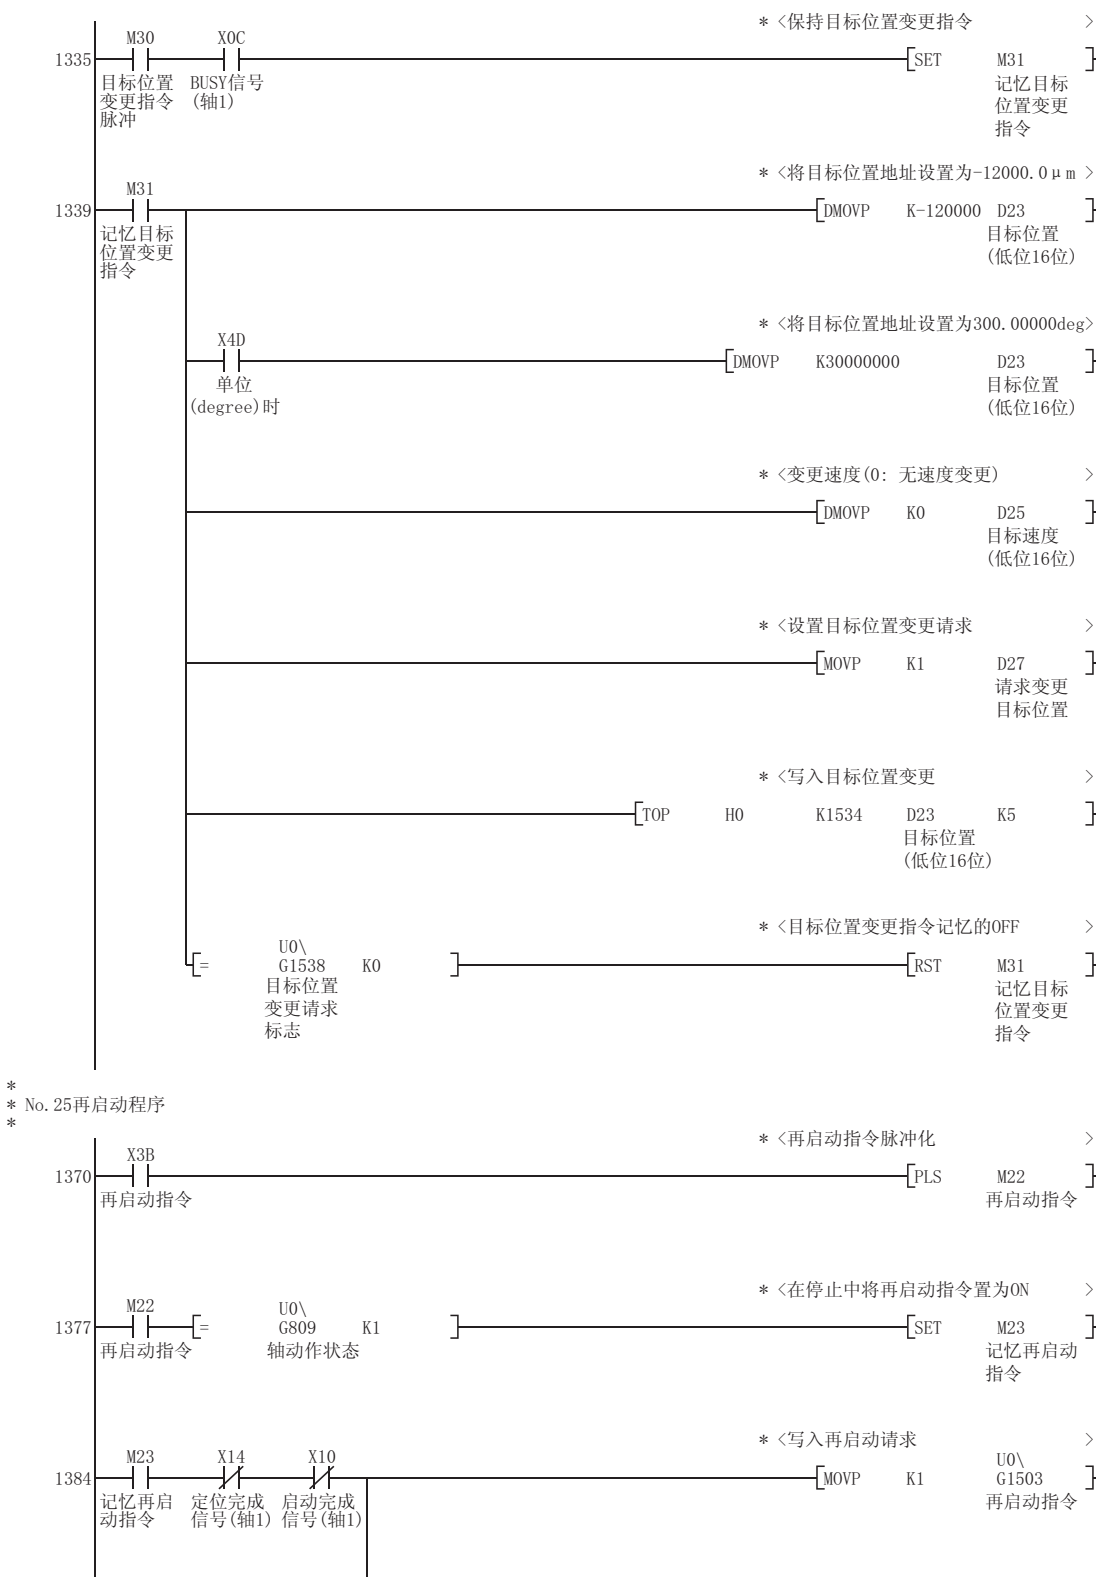 * <保持目标位置变更指令 >
M30 X0C
1335 [SET M31 ]
目标位置 BUSY信号 记忆目标
变更指令 (轴1) 位置变更
脉冲 指令
* <将目标位置地址设置为-12000.0μm >
M31
1339 [DMOVP K-120000 D23 ]
记忆目标 目标位置
位置变更 (低位16位)
指令
* <将目标位置地址设置为300.00000deg>
X4D
[DMOVP K30000000 D23 ]
单位 目标位置
(degree)时 (低位16位)
* <变更速度(0: 无速度变更) >
[DMOVP K0 D25 ]
目标速度
(低位16位)
* <设置目标位置变更请求 >
[MOVP K1 D27 ]
请求变更
目标位置
* <写入目标位置变更 >
[TOP H0 K1534 D23 K5 ]
目标位置
(低位16位)
* <目标位置变更指令记忆的OFF >
U0\
[= G1538 K0 ] [RST M31 ]
目标位置 记忆目标
变更请求 位置变更
标志 指令
*
* No.25再启动程序
*
* <再启动指令脉冲化 >
X3B
1370 [PLS M22 ]
再启动指令 再启动指令
* <在停止中将再启动指令置为ON >
M22 U0\
1377 [= G809 K1 ] [SET M23 ]
再启动指令 轴动作状态 记忆再启动
指令
* <写入再启动请求 >
M23 X14 X10 U0\
1384 [MOVP K1 G1503 ]
记忆再启 定位完成 启动完成 再启动指令
动指令 信号(轴1) 信号(轴1)